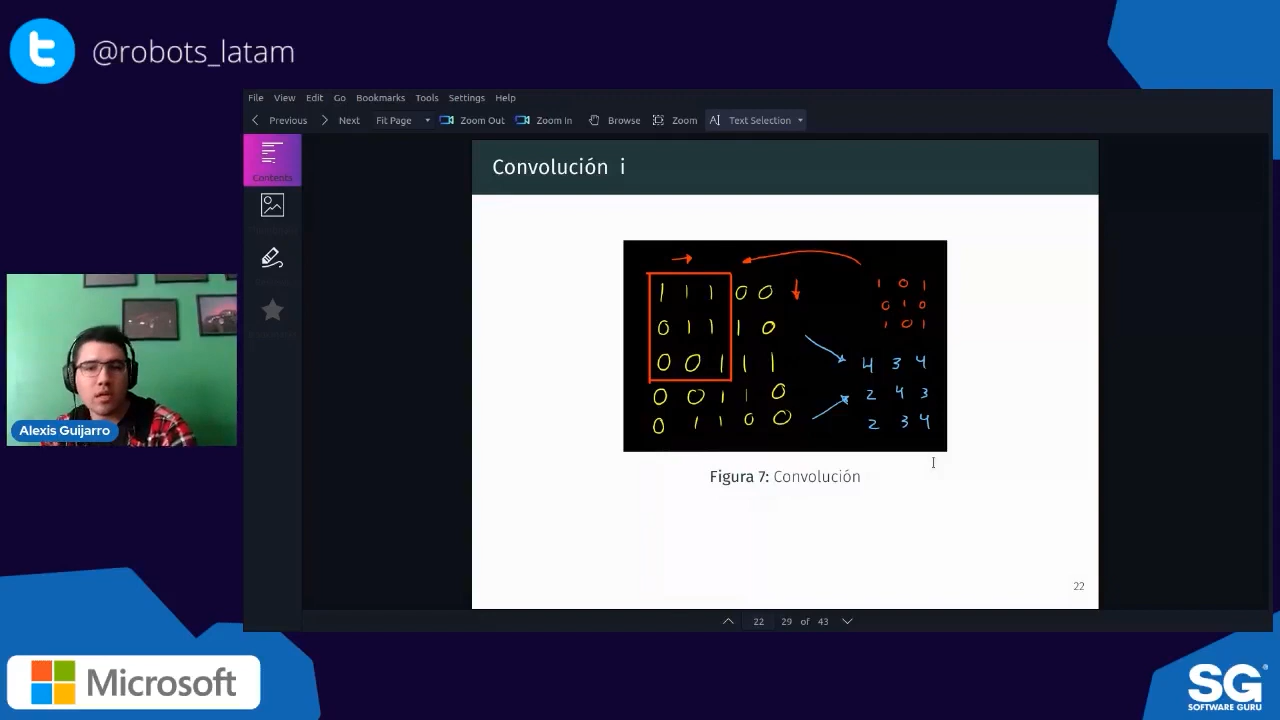 @robots_latam
File View Edit Go Bookmarks Tools Settings Help
Previous Next Fit Page Zoom Out Zoom In Browse Zoom Text Selection
Contents
Convolución i
1 1 1 0 0
0 1 1 1 0
0 0 1 1 1
0 0 1 1 0
0 1 1 0 0
1 0 1
0 1 0
1 0 1
4 3 4
2 4 3
2 3 4
Figura 7: Convolución
22
22 29 of 43
Alexis Guijarro
Microsoft
SG
SOFTWARE GURU